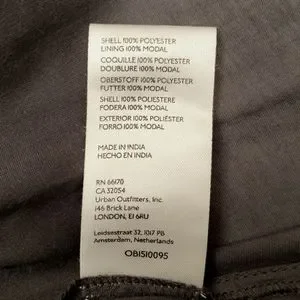 SHELL 100% POLYESTER
LINING 100% MODAL
COQUILLE 100% POLYESTER
DOUBLURE 100% MODAL
OBERSTOFF 100% POLYESTER
FUTTER 100% MODAL
SHELL 100% POLIESTERE
FODERA 100% MODAL
EXTERIOR 100% POLIÉSTER
FORRO 100% MODAL
MADE IN INDIA
HECHO EN INDIA
RN 66170
CA 32054
Urban Outfitters, Inc.
146 Brick Lane
LONDON, E1 6RU
Leidsestraat 32, 1017 PB
Amsterdam, Netherlands
OBIS10095